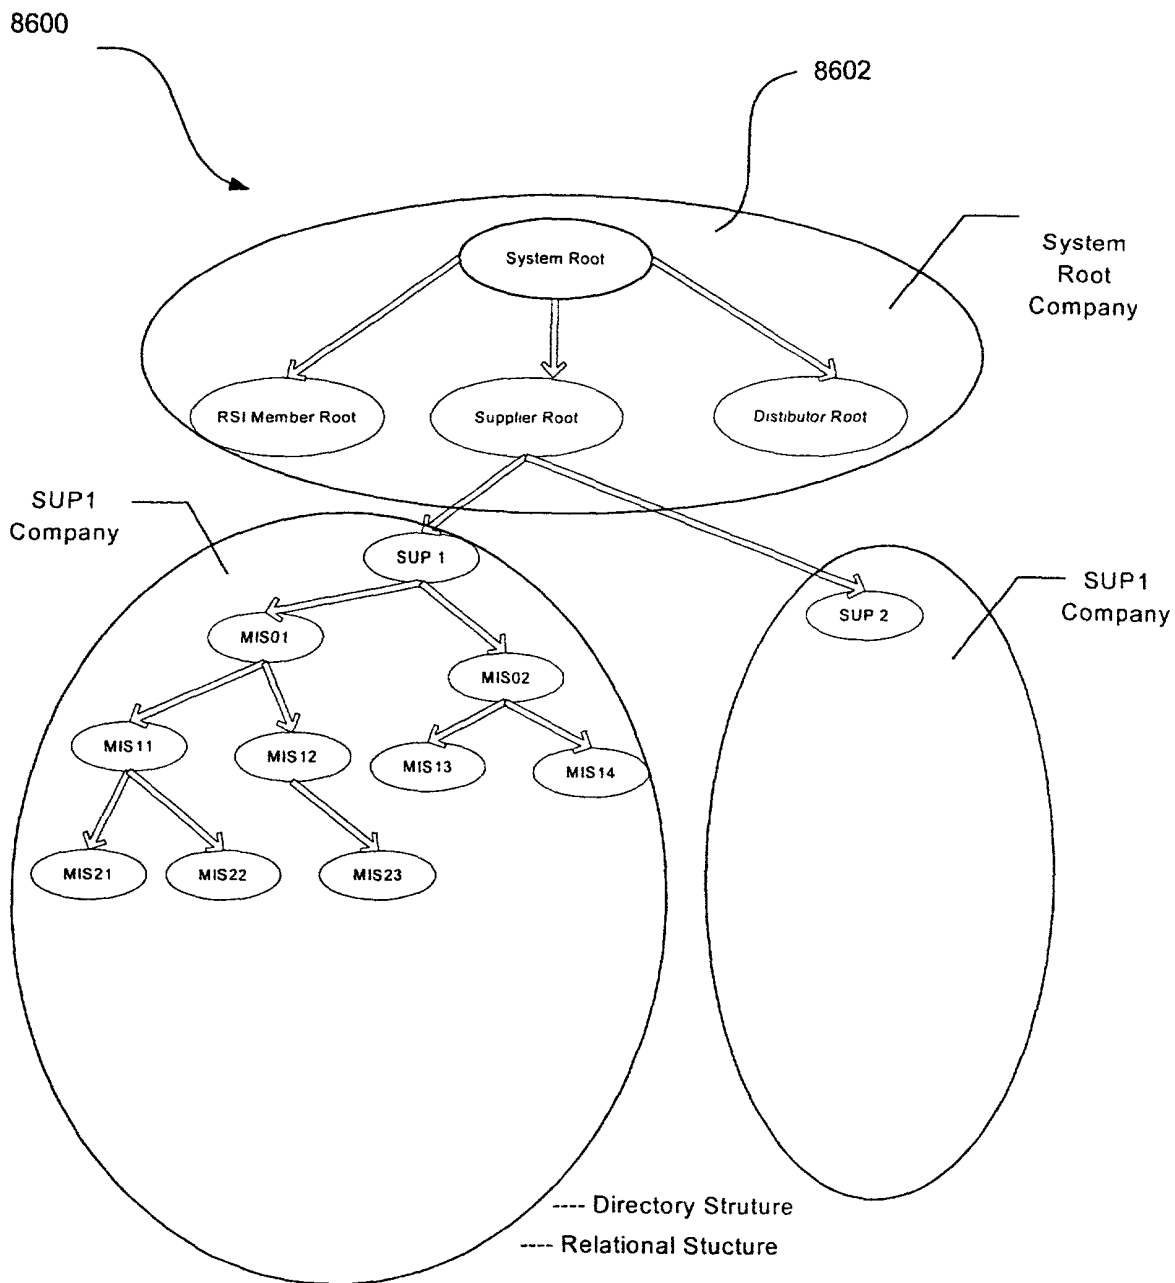 8600
8602
System Root
System
Root
Company
RSI Member Root
Supplier Root
Distibutor Root
SUP1
Company
SUP 1
SUP1
Company
SUP 2
MIS01
MIS02
MIS11
MIS12
MIS13
MIS14
MIS21
MIS22
MIS23
---- Directory Struture
---- Relational Stucture